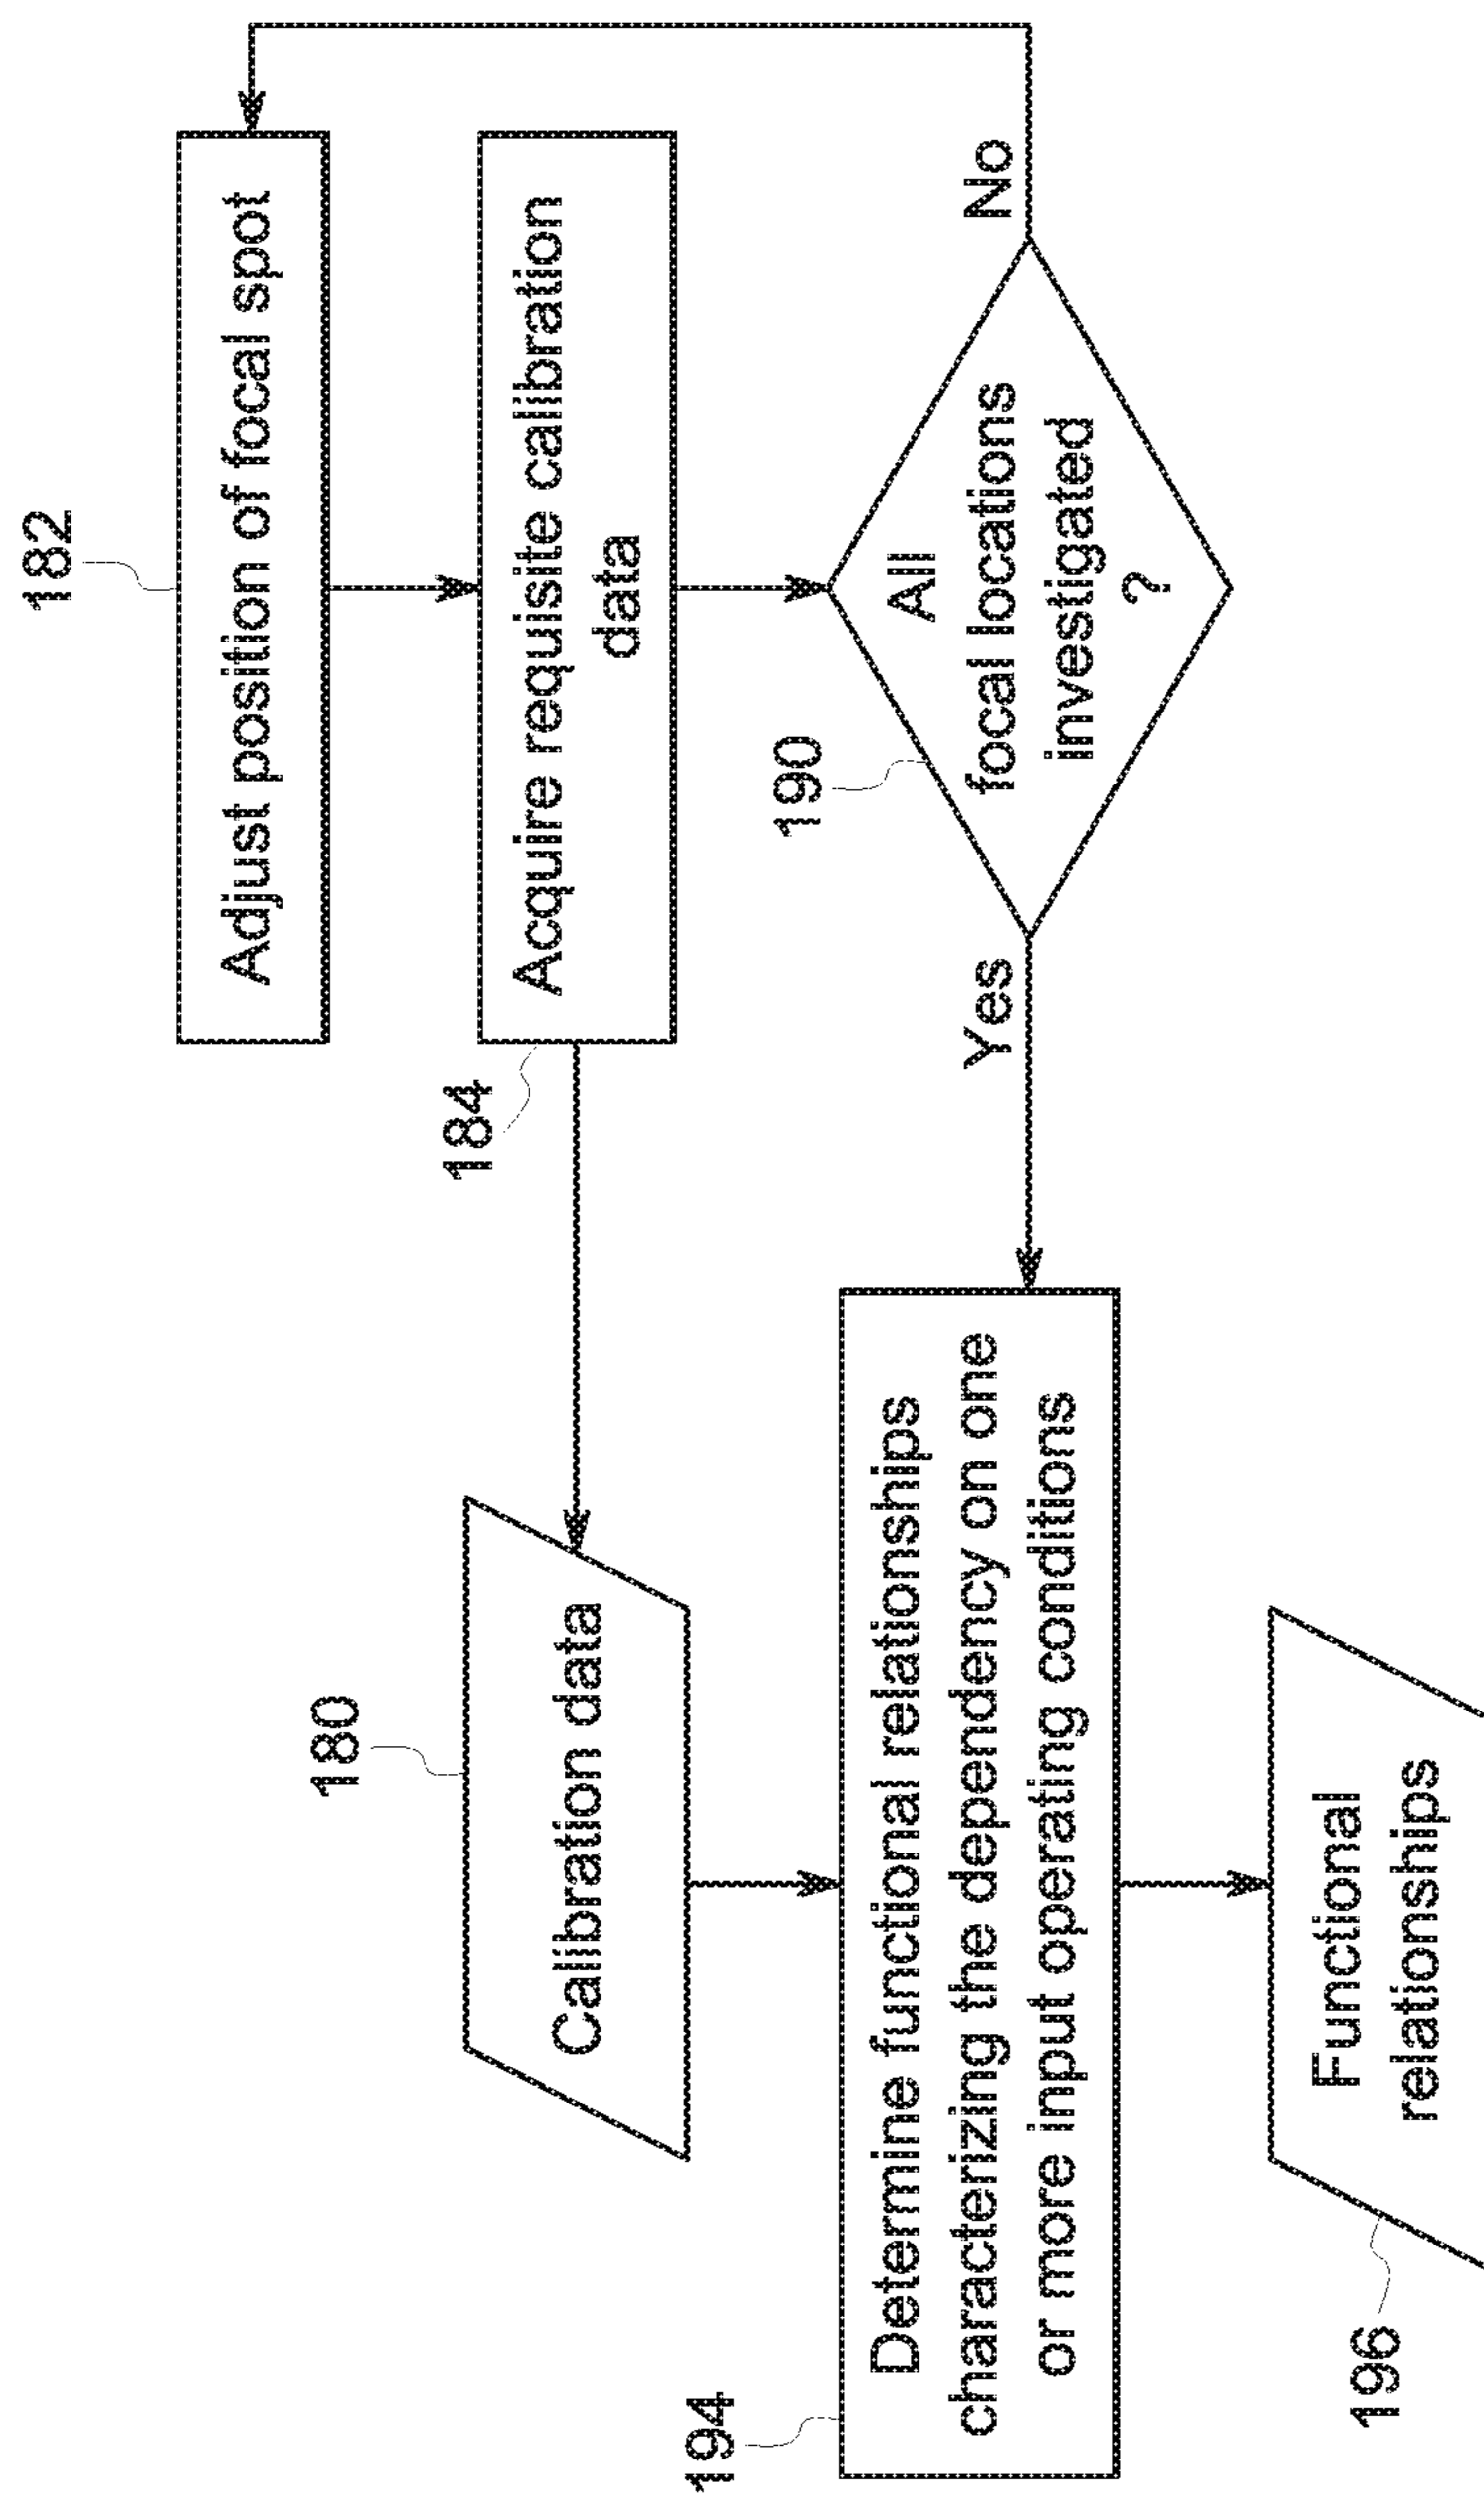 182
Adjust position of focal spot
184
Acquire requisite calibration
data
180
Calibration data
190
All
focal locations
investigated
?
No
Yes
194
Determine functional relationships
characterizing the dependency on one
or more input operating conditions
196
Functional
relationships